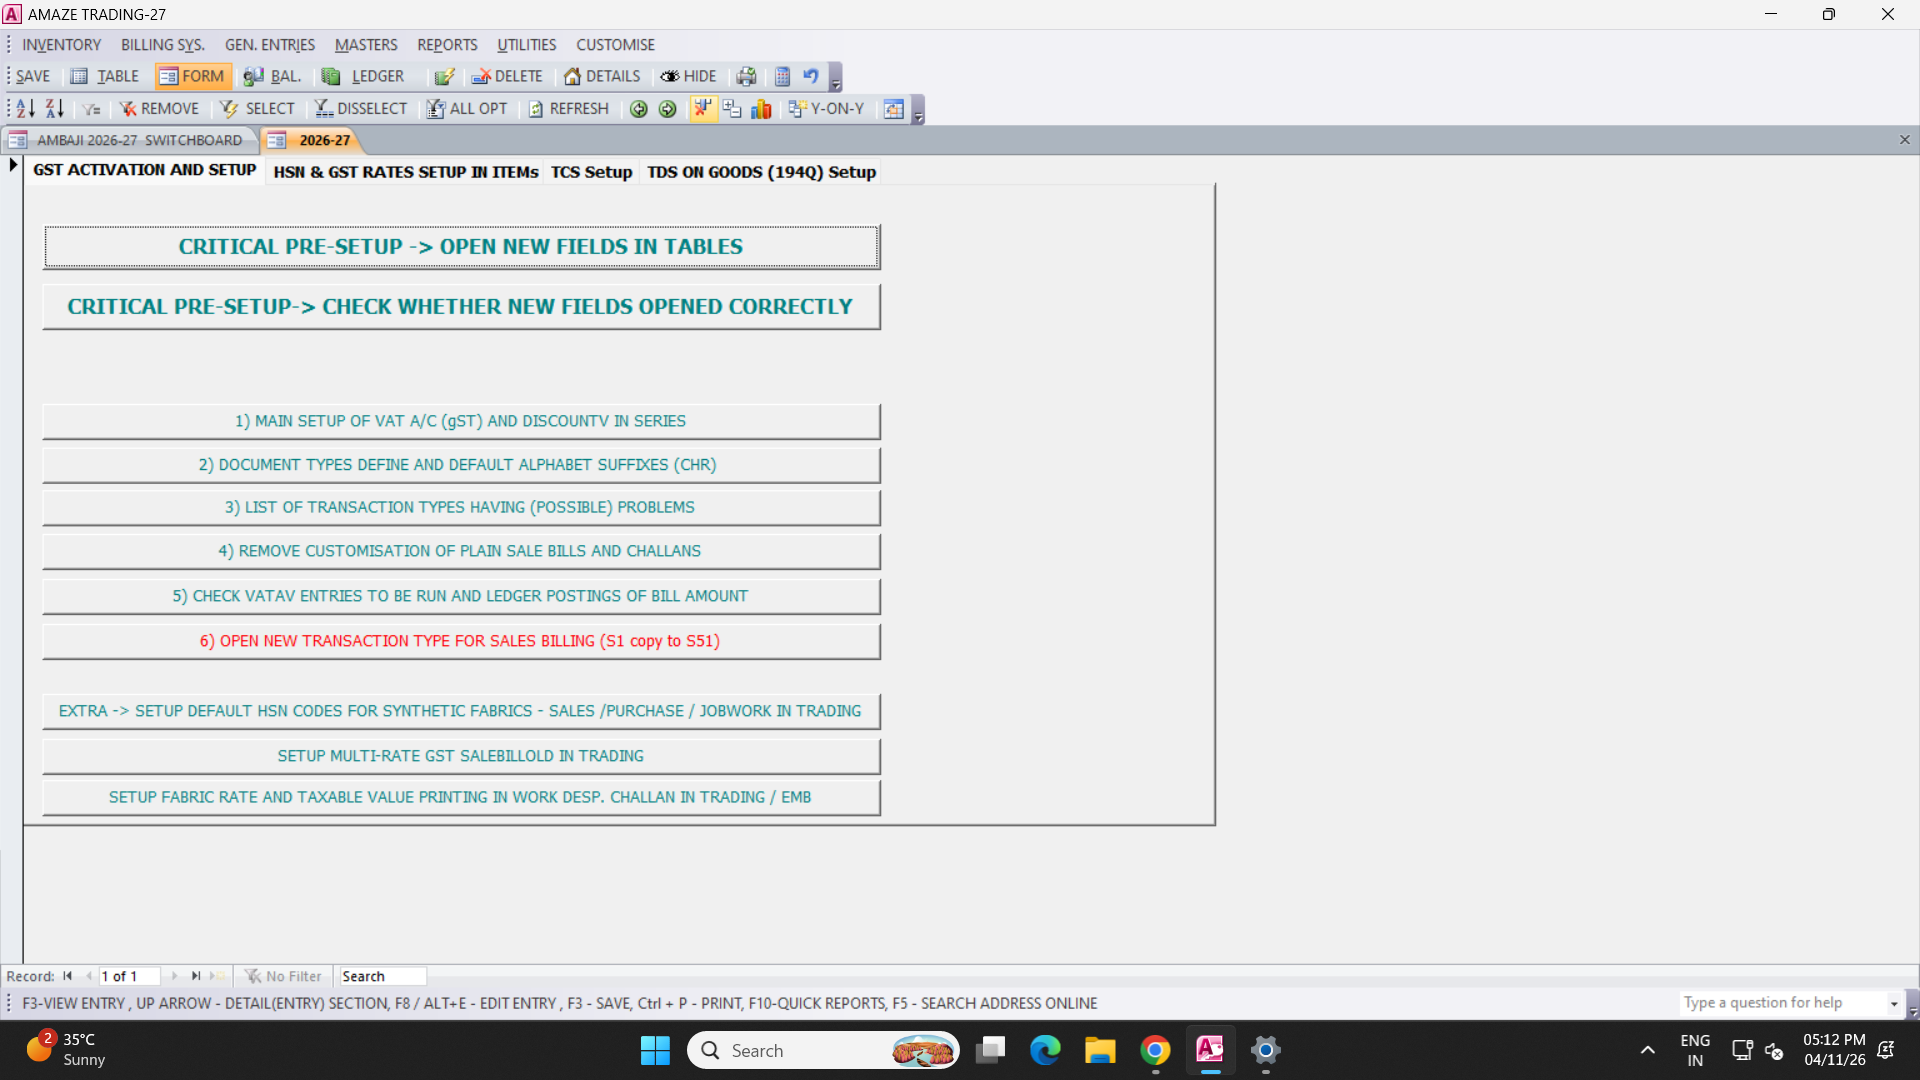 AMAZE TRADING-27
INVENTORY BILLING SYS. GEN. ENTRIES MASTERS REPORTS UTILITIES CUSTOMISE
SAVE TABLE FORM BAL. LEDGER DELETE DETAILS HIDE
REMOVE SELECT DISSELECT ALL OPT REFRESH Y-ON-Y
AMBAJI 2026-27 SWITCHBOARD 2026-27
GST ACTIVATION AND SETUP HSN & GST RATES SETUP IN ITEMs TCS Setup TDS ON GOODS (194Q) Setup
CRITICAL PRE-SETUP -> OPEN NEW FIELDS IN TABLES
CRITICAL PRE-SETUP-> CHECK WHETHER NEW FIELDS OPENED CORRECTLY
1) MAIN SETUP OF VAT A/C (gST) AND DISCOUNTV IN SERIES
2) DOCUMENT TYPES DEFINE AND DEFAULT ALPHABET SUFFIXES (CHR)
3) LIST OF TRANSACTION TYPES HAVING (POSSIBLE) PROBLEMS
4) REMOVE CUSTOMISATION OF PLAIN SALE BILLS AND CHALLANS
5) CHECK VATAV ENTRIES TO BE RUN AND LEDGER POSTINGS OF BILL AMOUNT
6) OPEN NEW TRANSACTION TYPE FOR SALES BILLING (S1 copy to S51)
EXTRA -> SETUP DEFAULT HSN CODES FOR SYNTHETIC FABRICS - SALES /PURCHASE / JOBWORK IN TRADING
SETUP MULTI-RATE GST SALEBILLOLD IN TRADING
SETUP FABRIC RATE AND TAXABLE VALUE PRINTING IN WORK DESP. CHALLAN IN TRADING / EMB
Record: 1 of 1 No Filter Search
F3-VIEW ENTRY , UP ARROW - DETAIL(ENTRY) SECTION, F8 / ALT+E - EDIT ENTRY , F3 - SAVE, Ctrl + P - PRINT, F10-QUICK REPORTS, F5 - SEARCH ADDRESS ONLINE
Type a question for help
2
35°C
Sunny
Search
ENG
IN
05:12 PM
04/11/26